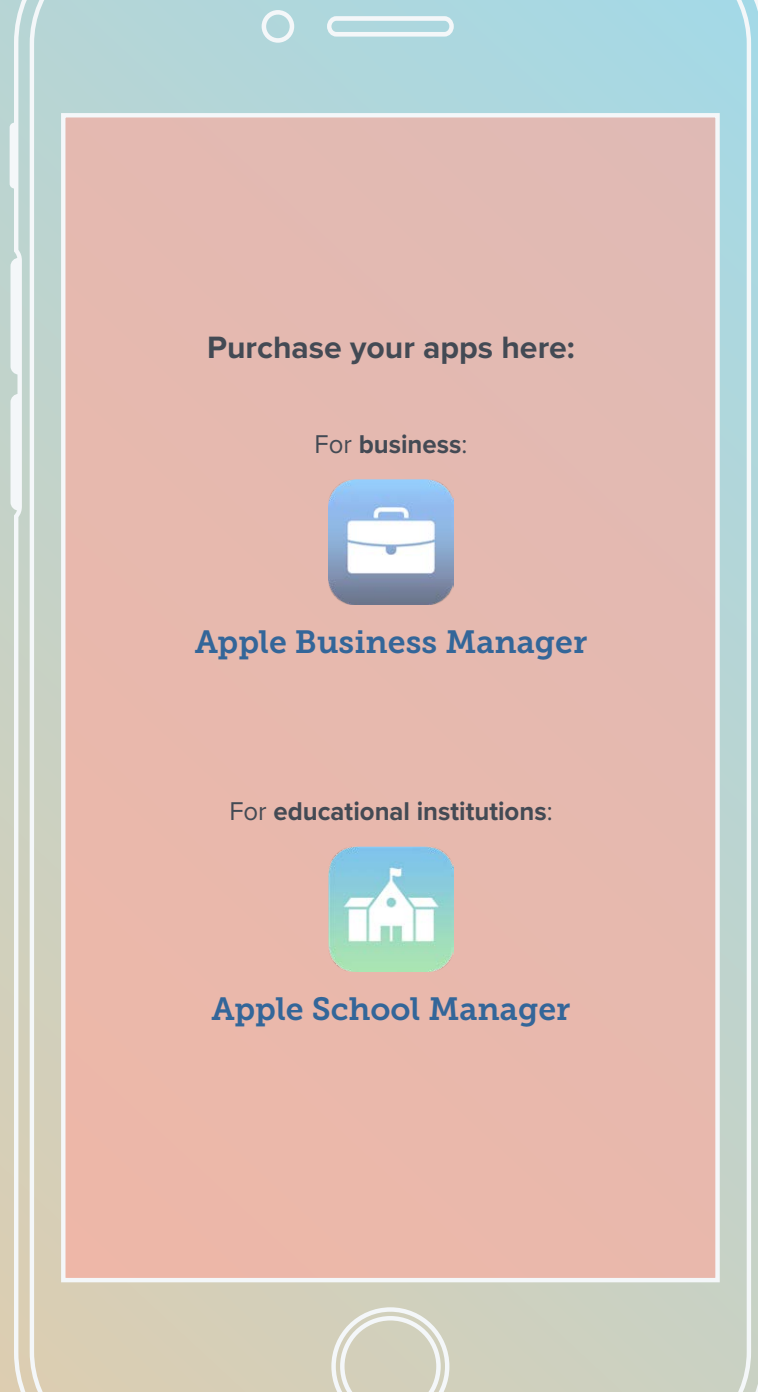 Purchase your apps here:
For business:
Apple Business Manager
For educational institutions:
Apple School Manager